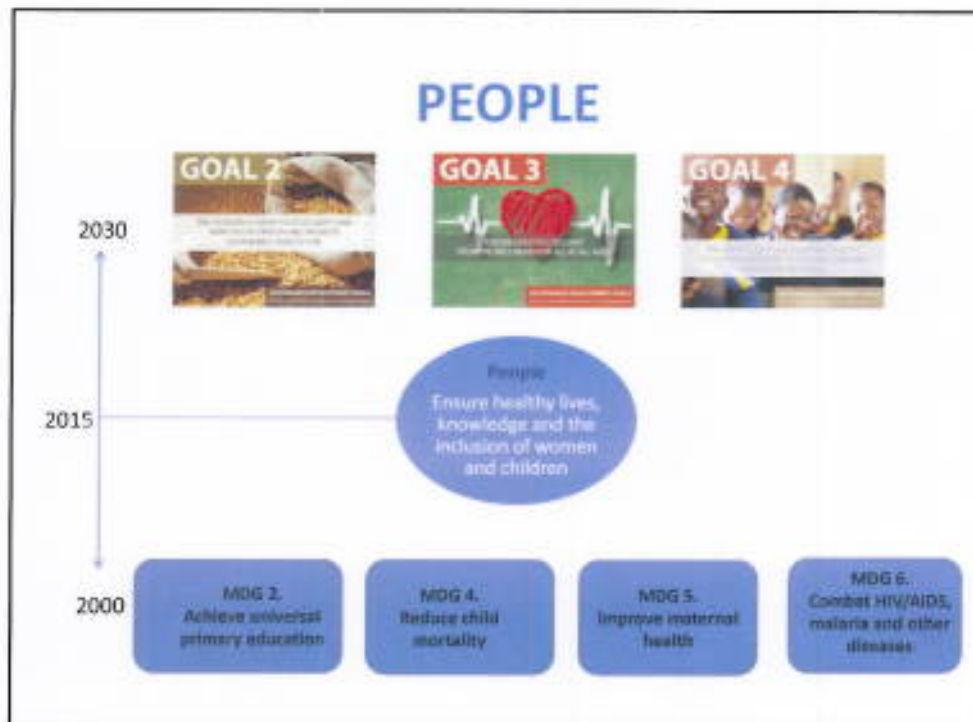 PEOPLE
GOAL 2
GOAL 3
GOAL 4
2030
People
Ensure healthy lives,
knowledge and the
inclusion of women
and children
2015
2000
MDG 2.
Achieve universal
primary education
MDG 4.
Reduce child
mortality
MDG 5.
Improve maternal
health
MDG 6.
Combat HIV/AIDS,
malaria and other
diseases